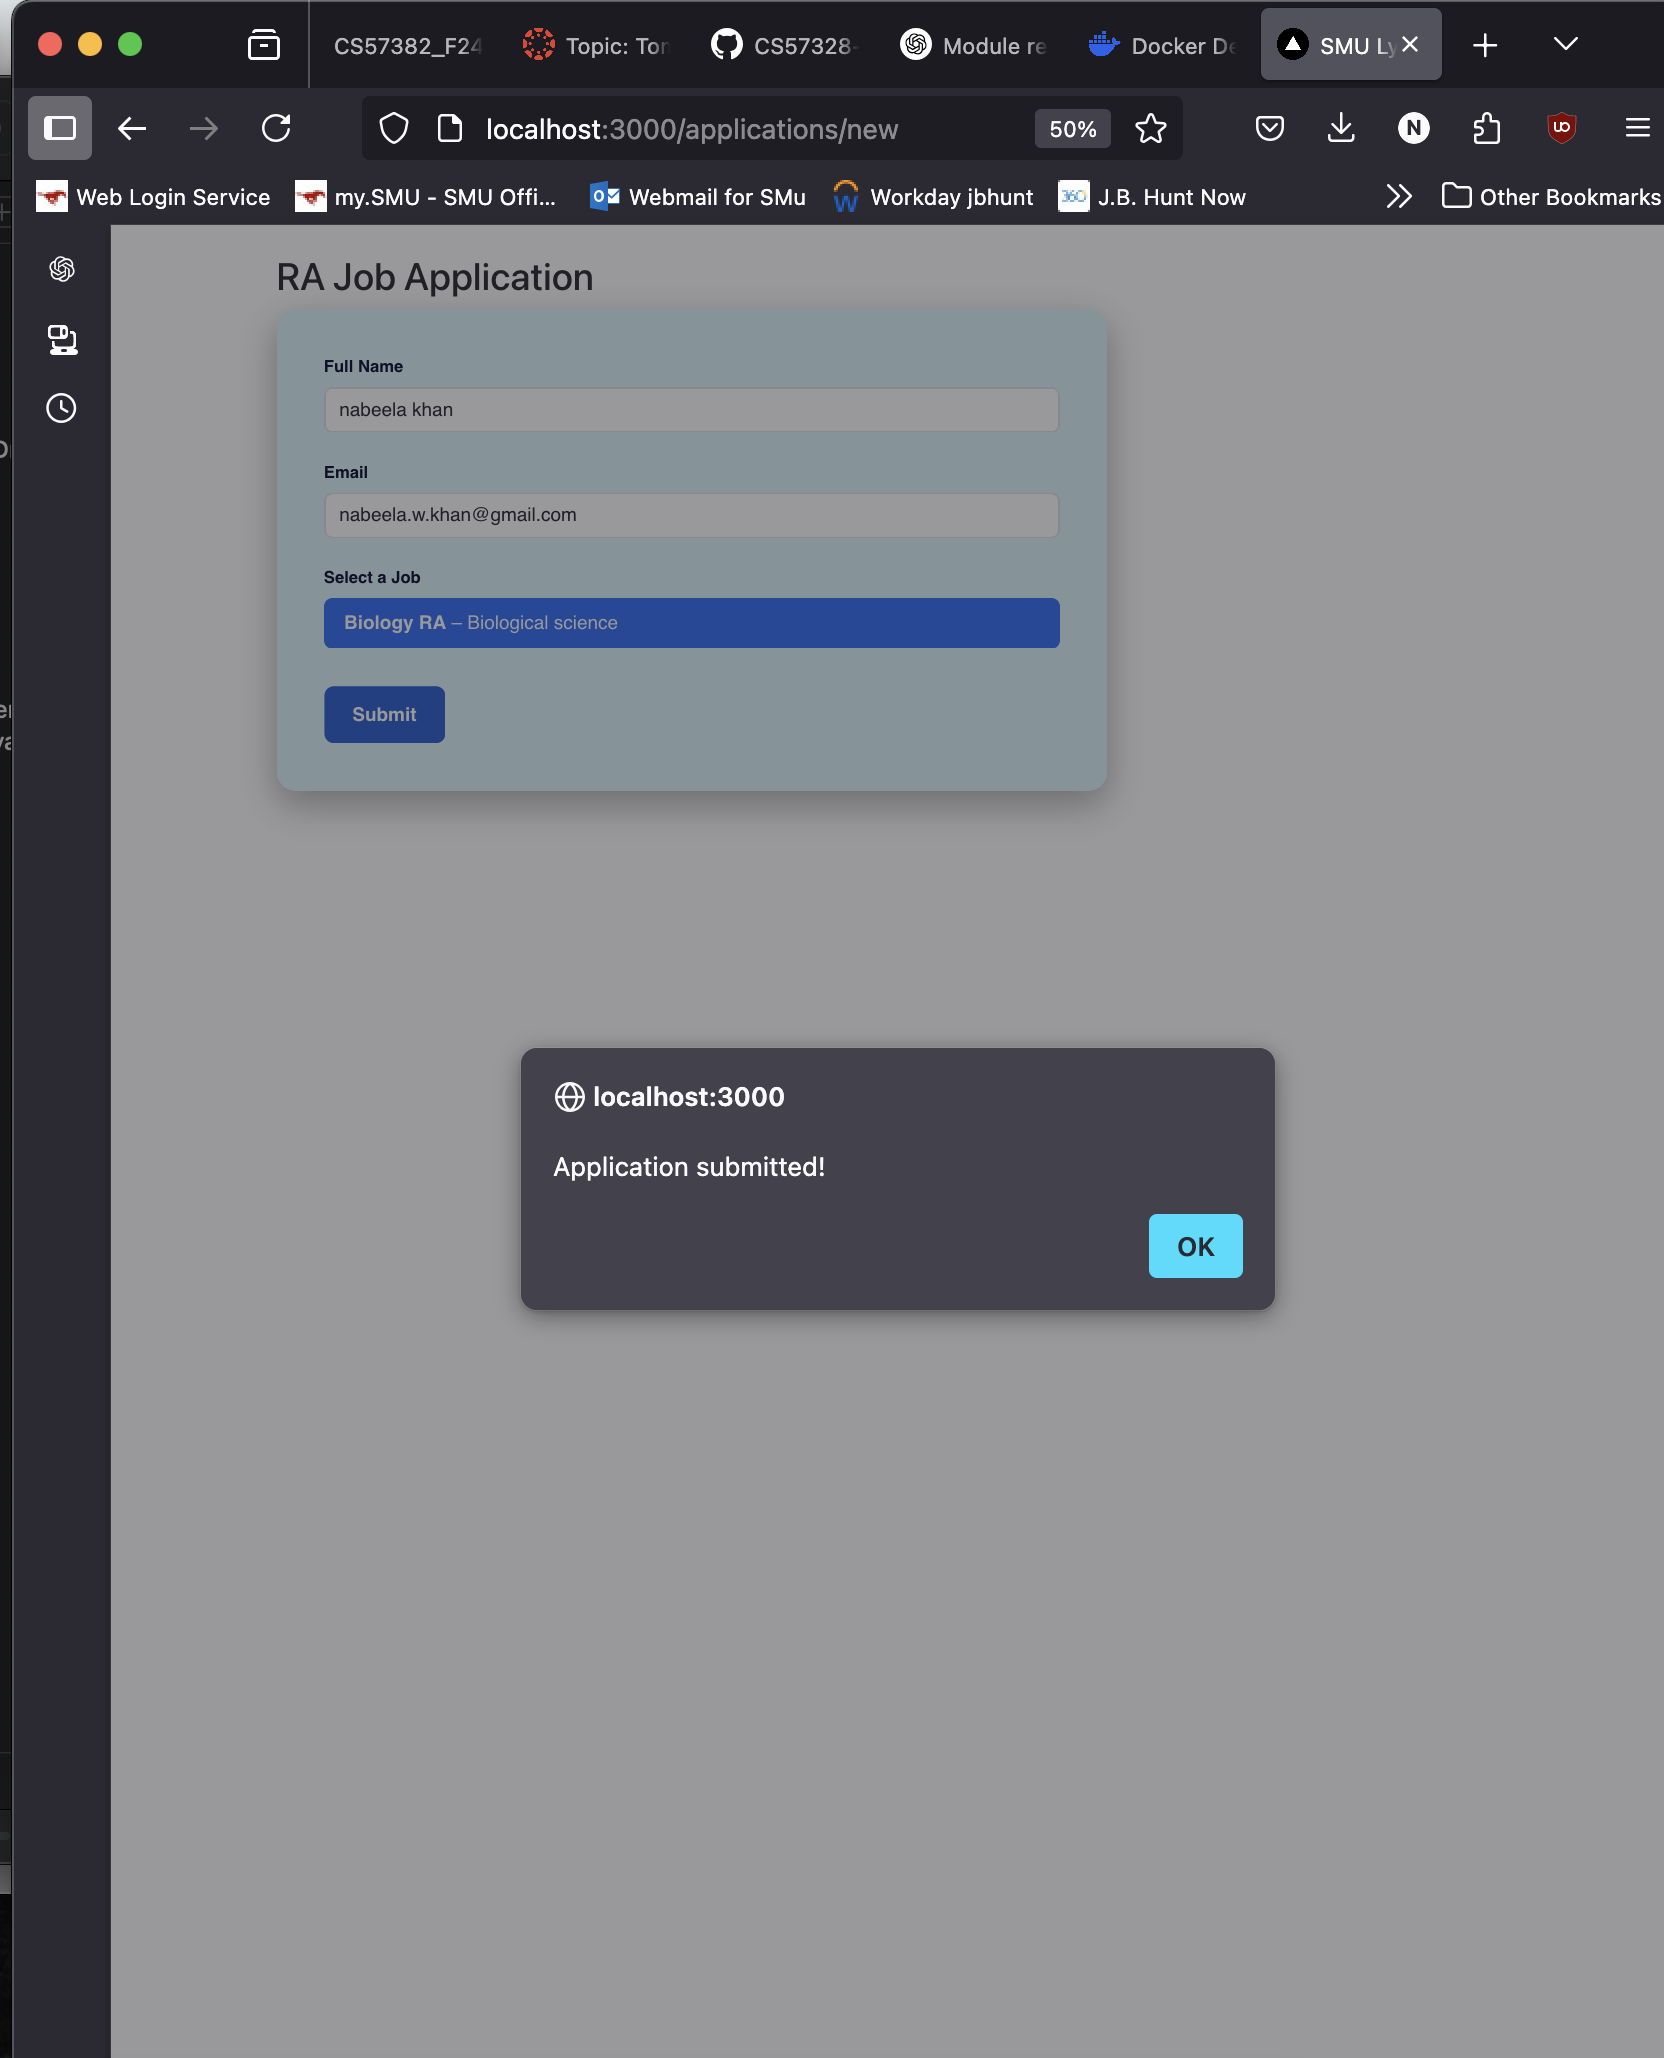 CS57382_F24
Topic: Ton
CS57328-
Module re
Docker De
SMU Ly
localhost:3000/applications/new
50%
N
Web Login Service
my.SMU - SMU Offi...
Webmail for SMu
Workday jbhunt
J.B. Hunt Now
Other Bookmarks
RA Job Application
Full Name
nabeela khan
Email
nabeela.w.khan@gmail.com
Select a Job
Biology RA – Biological science
Submit
localhost:3000
Application submitted!
OK